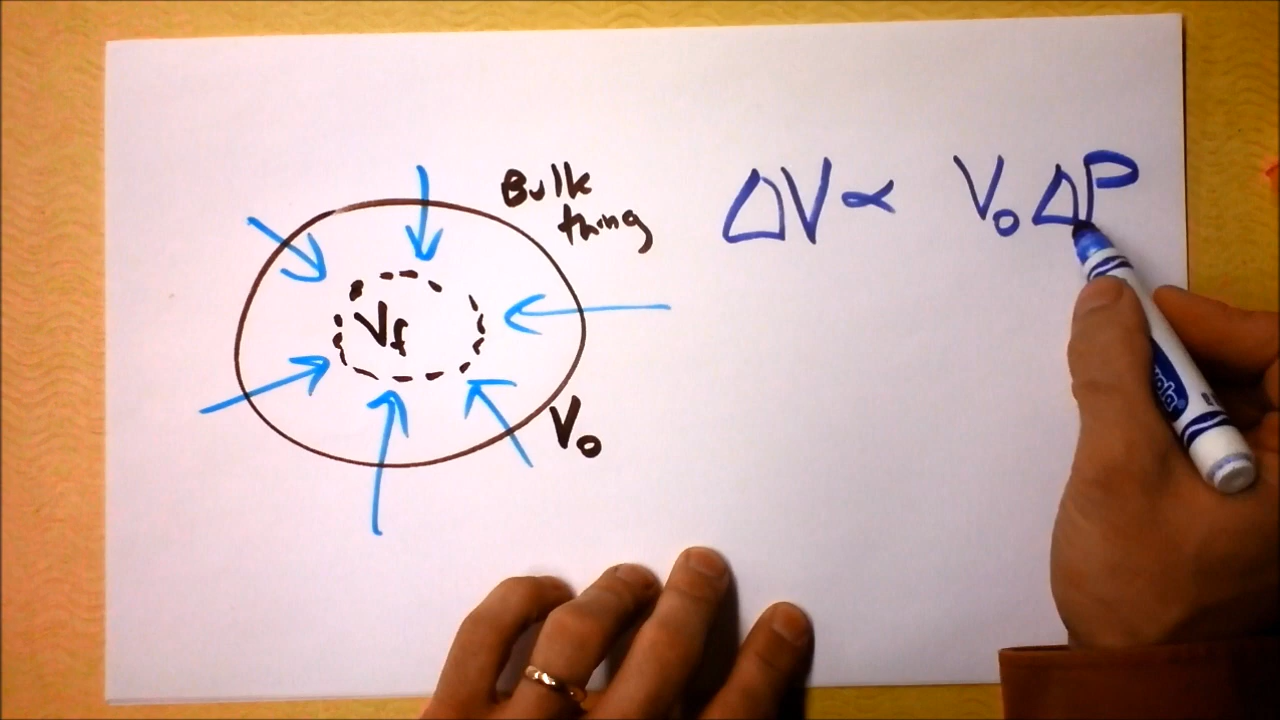 Bulk
thing
ΔV ∝ V₀ ΔP
V_f
V₀